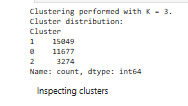 Clustering performed with K = 3.
Cluster distribution:
Cluster
1    15049
0    11677
2     3274
Name: count, dtype: int64
Inspecting clusters